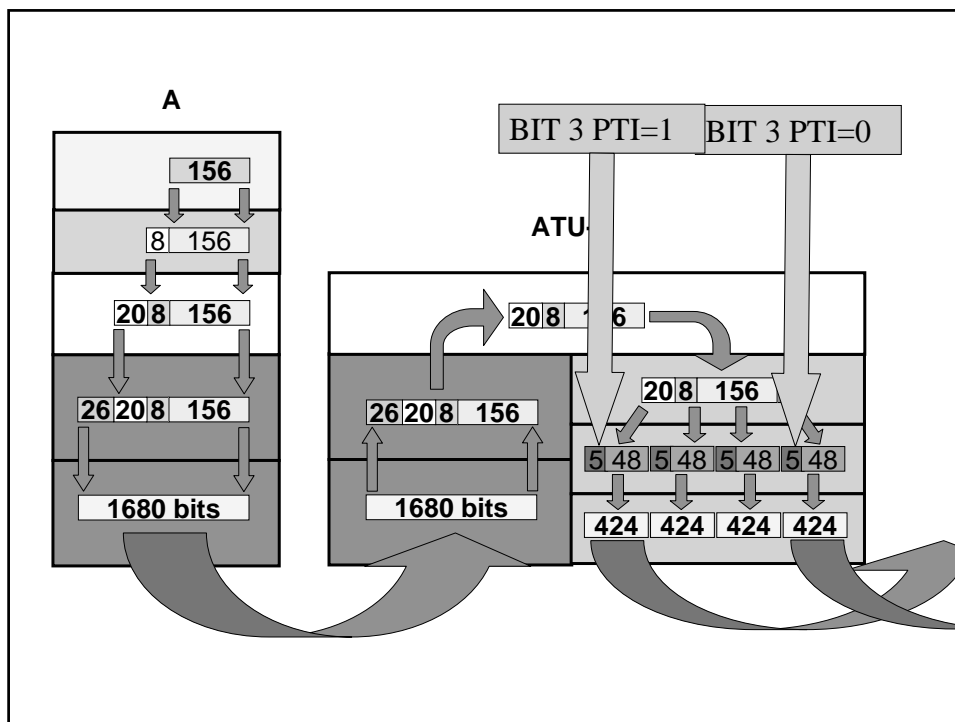 A
BIT 3 PTI=1
BIT 3 PTI=0
ATU-
156
8 156
20 8 156
26 20 8 156
1680 bits
20 8 156
26 20 8 156
1680 bits
20 8 156
5 48 5 48 5 48 5 48
424 424 424 424